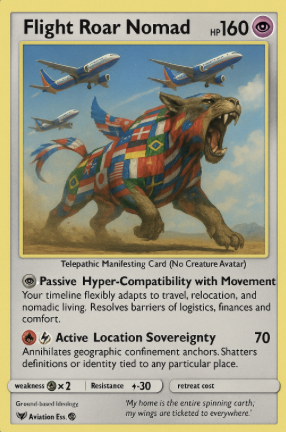 Flight Roar Nomad HP 160
Telepathic Manifesting Card (No Creature Avatar)
Passive Hyper-Compatibility with Movement
Your timeline flexibly adapts to travel, relocation, and
nomadic living. Resolves barriers of logistics, finances and
comfort.
Active Location Sovereignty 70
Annihilates geographic confinement anchors. Shatters
definitions or identity tied to any particular place.
weakness ×2 Resistance +-30 retreat cost
Ground-based Ideology
Aviation Ess.
'My home is the entire spinning earth;
my wings are ticketed to everywhere.'